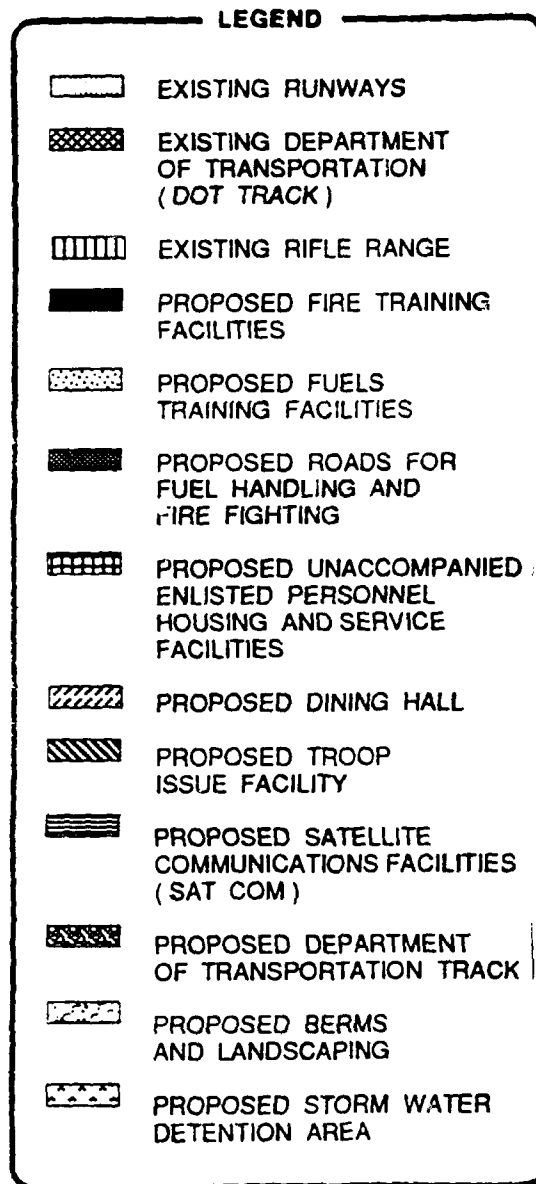 LEGEND
EXISTING RUNWAYS
EXISTING DEPARTMENT
OF TRANSPORTATION
(DOT TRACK)
EXISTING RIFLE RANGE
PROPOSED FIRE TRAINING
FACILITIES
PROPOSED FUELS
TRAINING FACILITIES
PROPOSED ROADS FOR
FUEL HANDLING AND
FIRE FIGHTING
PROPOSED UNACCOMPANIED
ENLISTED PERSONNEL
HOUSING AND SERVICE
FACILITIES
PROPOSED DINING HALL
PROPOSED TROOP
ISSUE FACILITY
PROPOSED SATELLITE
COMMUNICATIONS FACILITIES
(SAT COM)
PROPOSED DEPARTMENT
OF TRANSPORTATION TRACK
PROPOSED BERMS
AND LANDSCAPING
PROPOSED STORM WATER
DETENTION AREA